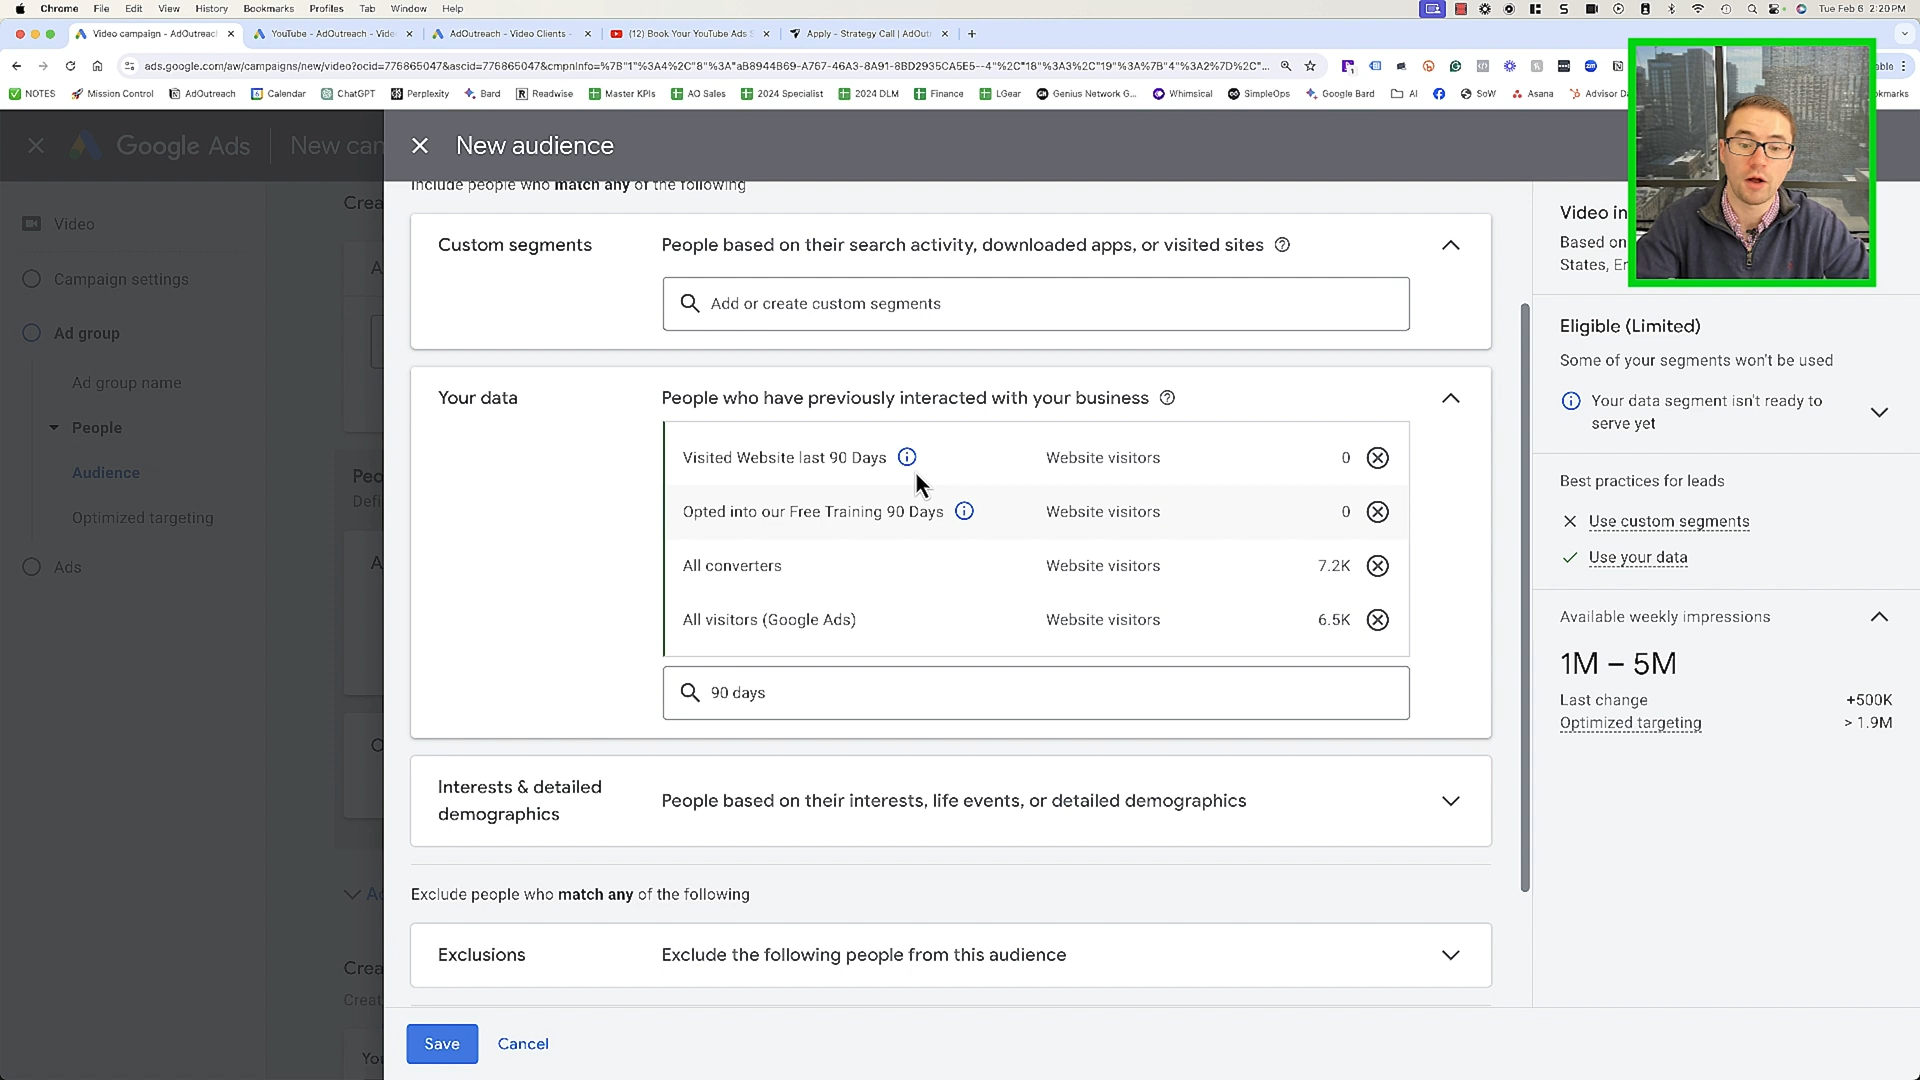 Chrome File Edit View History Bookmarks Profiles Tab Window Help Tue Feb 6 2:20 PM
Video campaign - AdOutreach YouTube - AdOutreach - Vide AdOutreach - Video Clients - (12) Book Your YouTube Ads S Apply - Strategy Call | AdOut
ads.google.com/aw/campaigns/new/video?ocid=776865047&ascid=776865047&cmpnInfo=%7B"1"%3A4%2C"8"%3A"aB8944B69-A767-46A3-8A91-8BD2935CA5E5--4"%2C"18"%3A3%2C"19"%3A%7B"4"%3A2%7D%2C"...
NOTES Mission Control AdOutreach Calendar ChatGPT Perplexity Bard Readwise Master KPIs AO Sales 2024 Specialist 2024 DLM Finance LGear Genius Network G... Whimsical SimpleOps Google Bard AI SoW Asana Advisor Da
Google Ads New can
New audience
Include people who match any of the following
Video
Campaign settings
Ad group
Ad group name
People
Audience
Optimized targeting
Ads
Custom segments
People based on their search activity, downloaded apps, or visited sites
Add or create custom segments
Your data
People who have previously interacted with your business
Visited Website last 90 Days Website visitors 0
Opted into our Free Training 90 Days Website visitors 0
All converters Website visitors 7.2K
All visitors (Google Ads) Website visitors 6.5K
90 days
Interests & detailed
demographics
People based on their interests, life events, or detailed demographics
Exclude people who match any of the following
Exclusions
Exclude the following people from this audience
Save Cancel
Video in
Based on
States, En
Eligible (Limited)
Some of your segments won't be used
Your data segment isn't ready to
serve yet
Best practices for leads
Use custom segments
Use your data
Available weekly impressions
1M – 5M
Last change +500K
Optimized targeting > 1.9M